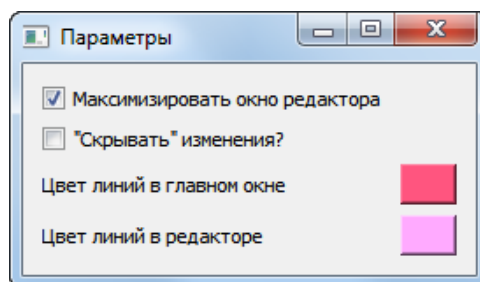 Параметры
Максимизировать окно редактора
"Скрывать" изменения?
Цвет линий в главном окне
Цвет линий в редакторе